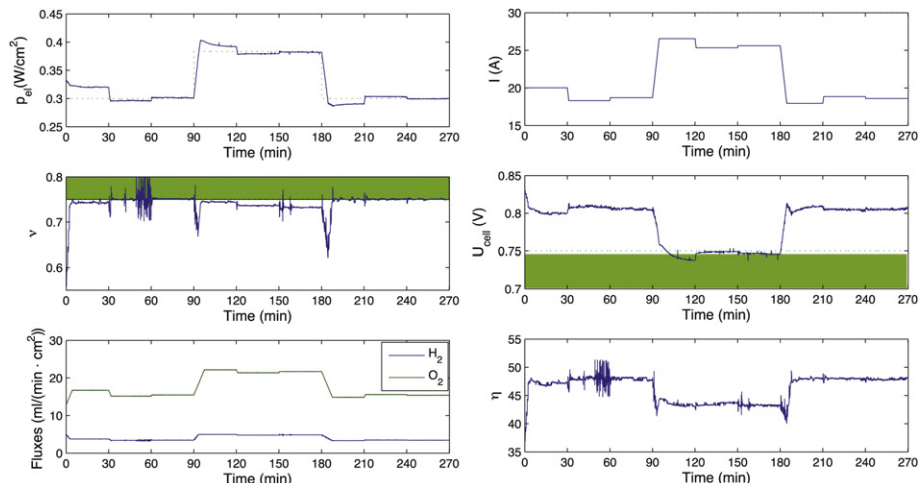 0.45
0.4
0.35
0.3
0.25
p_el(W/cm²)
0 30 60 90 120 150 180 210 240 270
Time (min)
30
25
20
15
I (A)
0 30 60 90 120 150 180 210 240 270
Time (min)
0.8
0.7
0.6
ν
0 30 60 90 120 150 180 210 240 270
Time (min)
0.85
0.8
0.75
0.7
U_cell (V)
0 30 60 90 120 150 180 210 240 270
Time (min)
30
20
10
0
Fluxes (ml/(min · cm²))
H₂
O₂
0 30 60 90 120 150 180 210 240 270
Time (min)
55
50
45
40
35
η
0 30 60 90 120 150 180 210 240 270
Time (min)